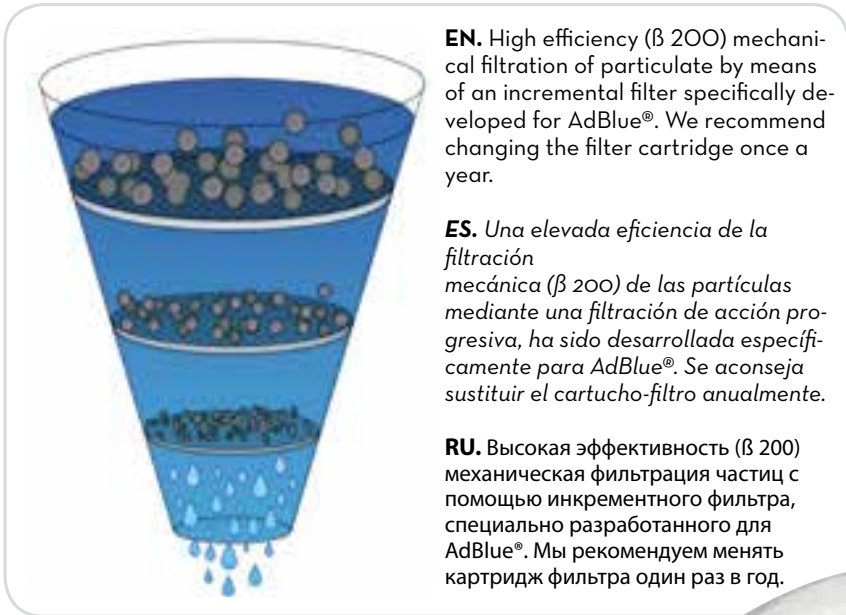 EN. High efficiency (ß 200) mechani-
cal filtration of particulate by means
of an incremental filter specifically de-
veloped for AdBlue®. We recommend
changing the filter cartridge once a
year.
ES. Una elevada eficiencia de la
filtración
mecánica (ß 200) de las partículas
mediante una filtración de acción pro-
gresiva, ha sido desarrollada específi-
camente para AdBlue®. Se aconseja
sustituir el cartucho-filtro anualmente.
RU. Высокая эффективность (ß 200)
механическая фильтрация частиц с
помощью инкрементного фильтра,
специально разработанного для
AdBlue®. Мы рекомендуем менять
картридж фильтра один раз в год.